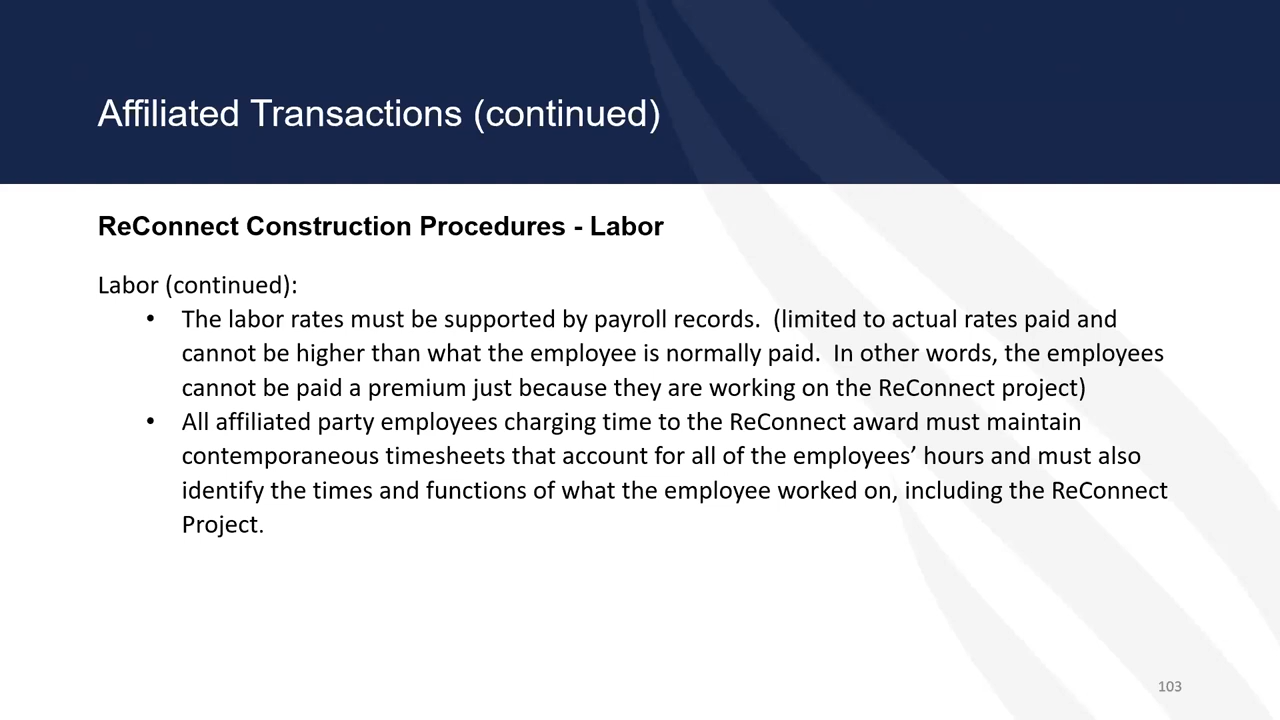 Affiliated Transactions (continued)
ReConnect Construction Procedures - Labor
Labor (continued):
• The labor rates must be supported by payroll records.  (limited to actual rates paid and
cannot be higher than what the employee is normally paid.  In other words, the employees
cannot be paid a premium just because they are working on the ReConnect project)
• All affiliated party employees charging time to the ReConnect award must maintain
contemporaneous timesheets that account for all of the employees’ hours and must also
identify the times and functions of what the employee worked on, including the ReConnect
Project.
103